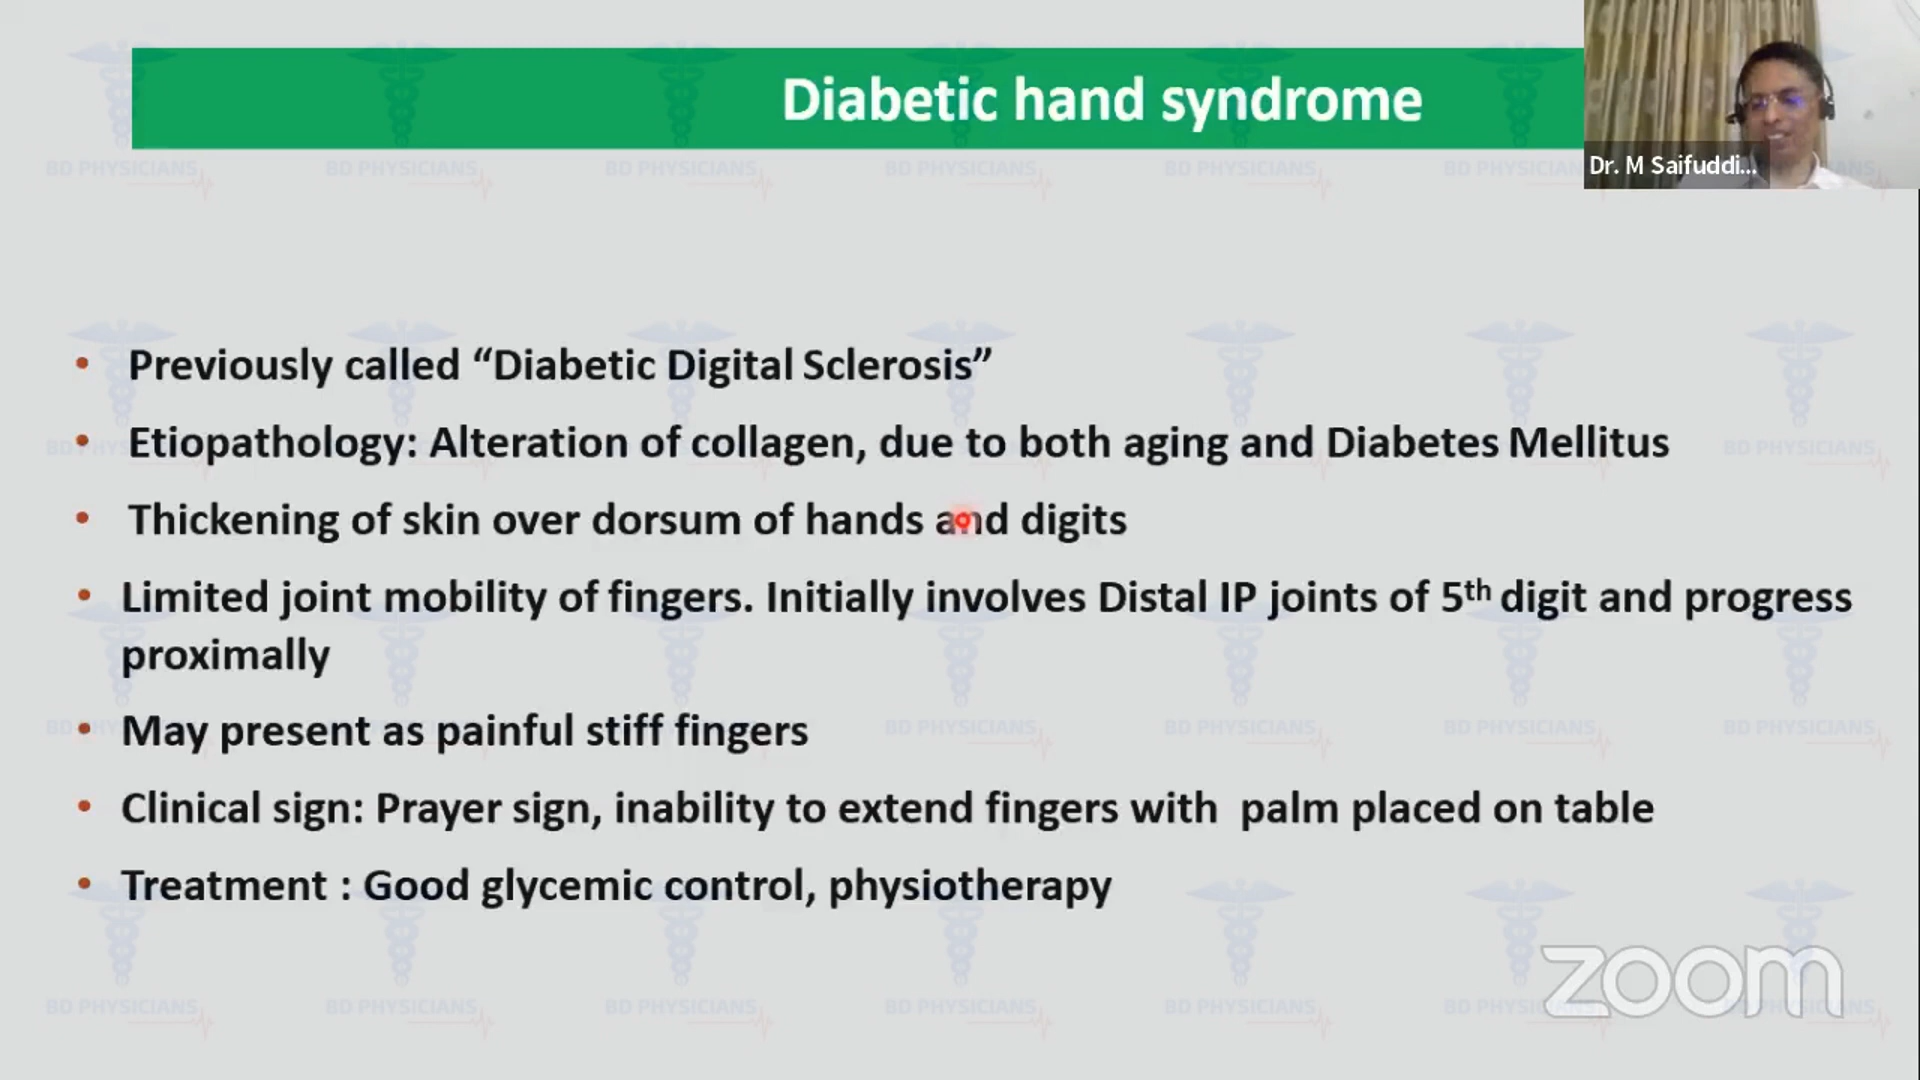 Diabetic hand syndrome
Dr. M Saifuddi...
• Previously called “Diabetic Digital Sclerosis”
• Etiopathology: Alteration of collagen, due to both aging and Diabetes Mellitus
• Thickening of skin over dorsum of hands and digits
• Limited joint mobility of fingers. Initially involves Distal IP joints of 5th digit and progress
proximally
• May present as painful stiff fingers
• Clinical sign: Prayer sign, inability to extend fingers with palm placed on table
• Treatment : Good glycemic control, physiotherapy
zoom
BD PHYSICIANS